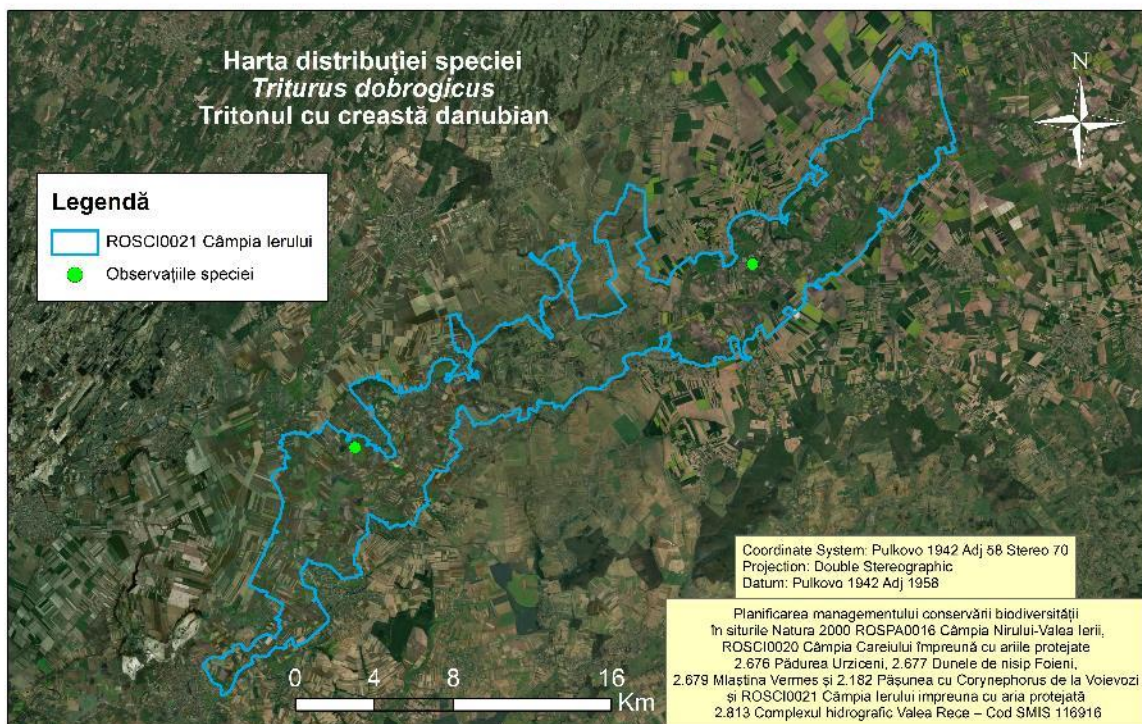 Harta distribuției speciei
Triturus dobrogicus
Tritonul cu creastă danubian
N
Legendă
ROSCI0021 Câmpia Ierului
Observațiile speciei
Coordinate System: Pulkovo 1942 Adj 58 Stereo 70
Projection: Double Stereographic
Datum: Pulkovo 1942 Adj 1958
Planificarea managementului conservării biodiversității
în siturile Natura 2000 ROSPA0016 Câmpia Nirului-Valea Ierii,
ROSCI0020 Câmpia Careiului împreună cu ariile protejate
2.676 Pădurea Urziceni, 2.677 Dunele de nisip Foieni,
2.679 Mlaștina Vermes și 2.182 Pășunea cu Corynephorus de la Voievozi
și ROSCI0021 Câmpia Ierului impreuna cu aria protejată
2.813 Complexul hidrografic Valea Rece – Cod SMIS 116916
0 4 8 12 16
Km